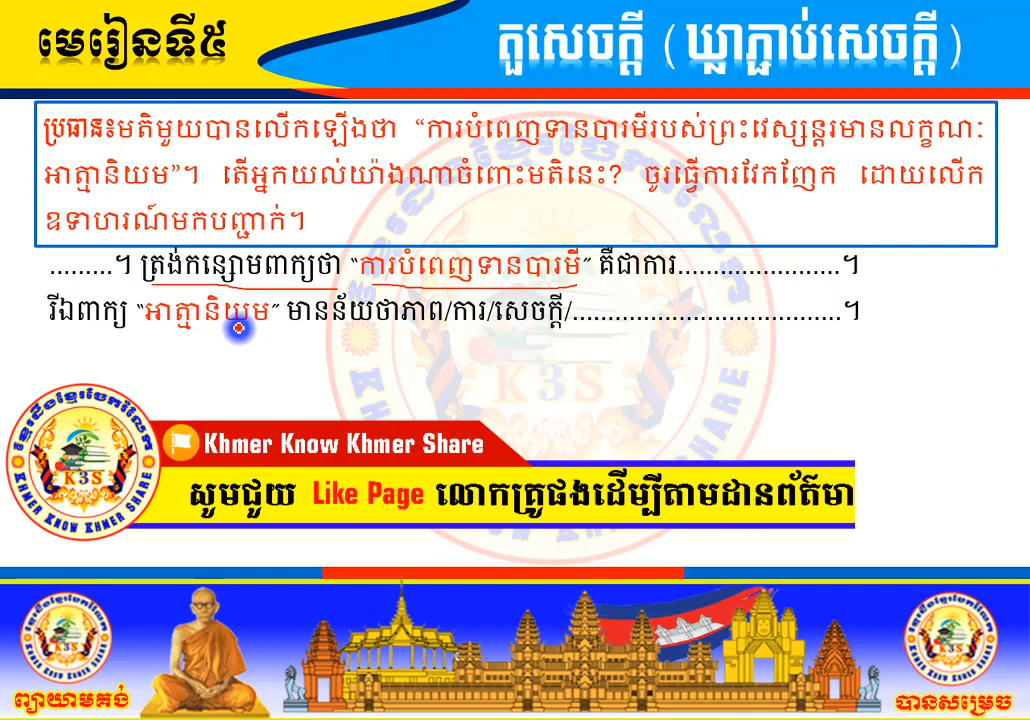 មេរៀនទី៥
តួសេចក្ដី (ឃ្លាភ្ជាប់សេចក្ដី)
ប្រធាន៖មតិមួយបានលើកឡើងថា “ការបំពេញទានបារមីរបស់ព្រះវេស្សន្តរមានលក្ខណៈ
អាត្មានិយម”។ តើអ្នកយល់យ៉ាងណាចំពោះមតិនេះ? ចូរធ្វើការវែកញែក ដោយលើក
ឧទាហរណ៍មកបញ្ជាក់។
.........។ ត្រង់កន្សោមពាក្យថា “ការបំពេញទានបារមី” គឺជាការ.......................។
រីឯពាក្យ “អាត្មានិយម” មានន័យថាភាព/ការ/សេចក្ដី/......................................។
K3S
Khmer Know Khmer Share
សូមជួយ Like Page លោកគ្រូផងដើម្បីតាមដានព័ត៌មា
K3S
KHMER KNOW KHMER SHARE
ព្យាយាមគង់
បានសម្រេច